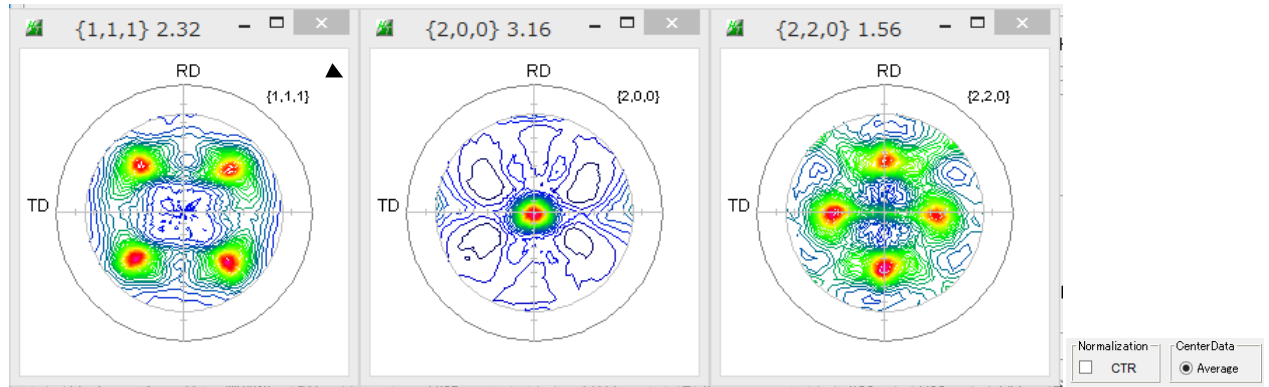 {1,1,1} 2.32
{2,0,0} 3.16
{2,2,0} 1.56
RD
{1,1,1}
TD
RD
{2,0,0}
TD
RD
{2,2,0}
TD
Normalization
CTR
CenterData
Average